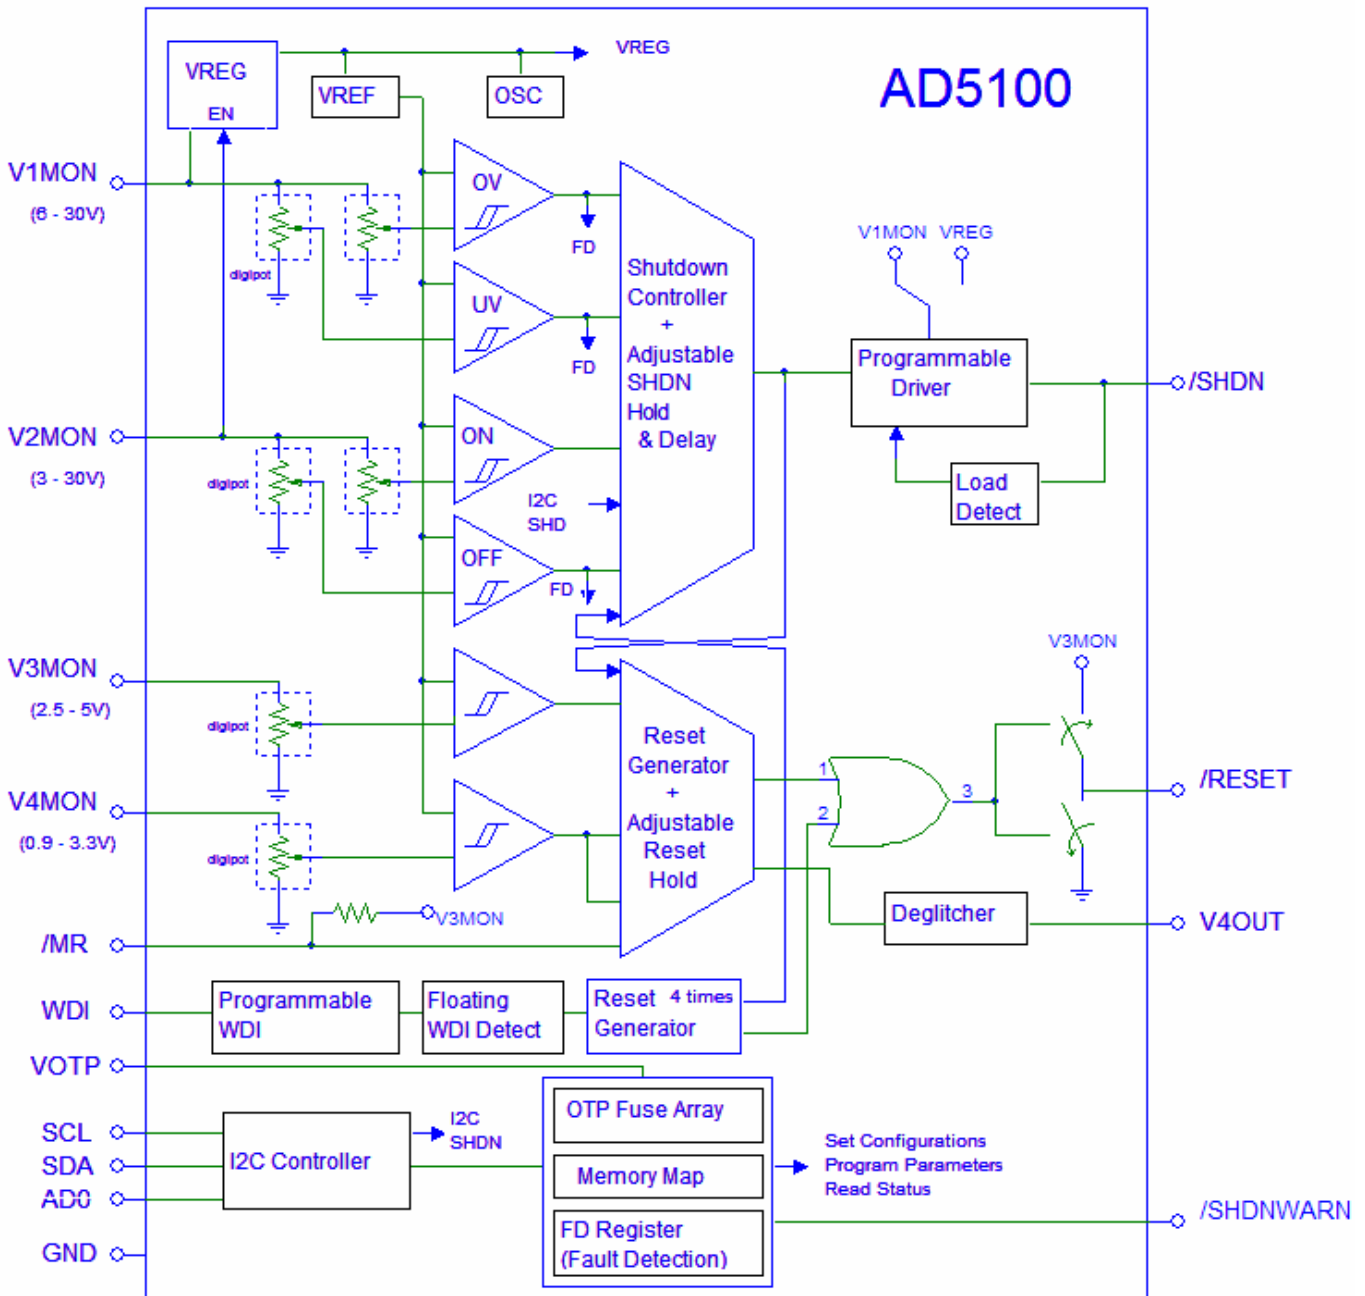 AD5100
VREG
EN
VREF
OSC
VREG
V1MON
(6 - 30V)
digipot
OV
FD
UV
FD
V2MON
(3 - 30V)
digipot
ON
I2C
SHD
OFF
FD
Shutdown
Controller
+
Adjustable
SHDN
Hold
& Delay
V1MON VREG
Programmable
Driver
/SHDN
Load
Detect
V3MON
(2.5 - 5V)
digipot
V4MON
(0.9 - 3.3V)
digipot
V3MON
/MR
Reset
Generator
+
Adjustable
Reset
Hold
1
2
3
V3MON
/RESET
Deglitcher
V4OUT
WDI
Programmable
WDI
Floating
WDI Detect
Reset 4 times
Generator
VOTP
SCL
SDA
AD0
GND
I2C Controller
I2C
SHDN
OTP Fuse Array
Memory Map
FD Register
(Fault Detection)
Set Configurations
Program Parameters
Read Status
/SHDNWARN